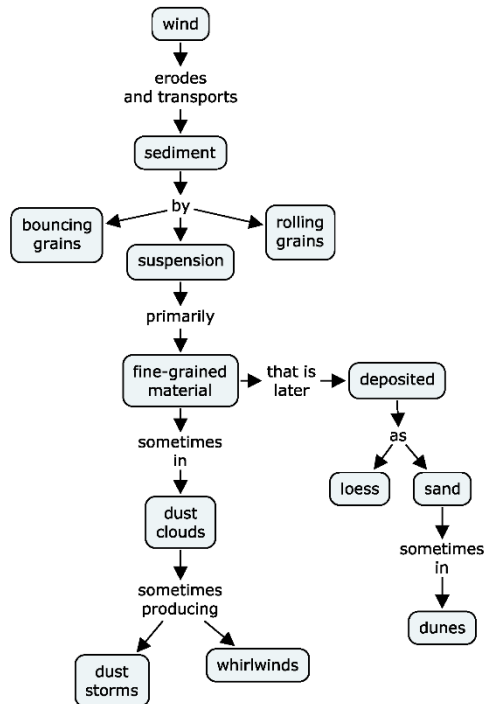 wind
erodes
and transports
sediment
by
bouncing
grains
rolling
grains
suspension
primarily
fine-grained
material
that is
later
deposited
as
loess
sand
sometimes
in
dunes
sometimes
in
dust
clouds
sometimes
producing
dust
storms
whirlwinds